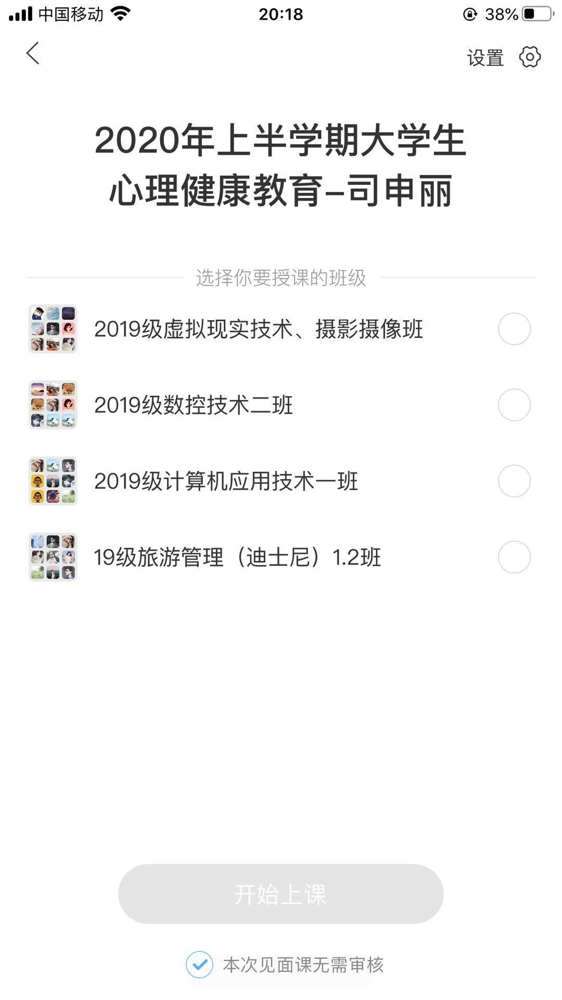 中国移动
20:18
38%
设置
2020年上半学期大学生
心理健康教育–司申丽
选择你要授课的班级
2019级虚拟现实技术、摄影摄像班
2019级数控技术二班
2019级计算机应用技术一班
19级旅游管理（迪士尼）1.2班
开始上课
本次见面课无需审核